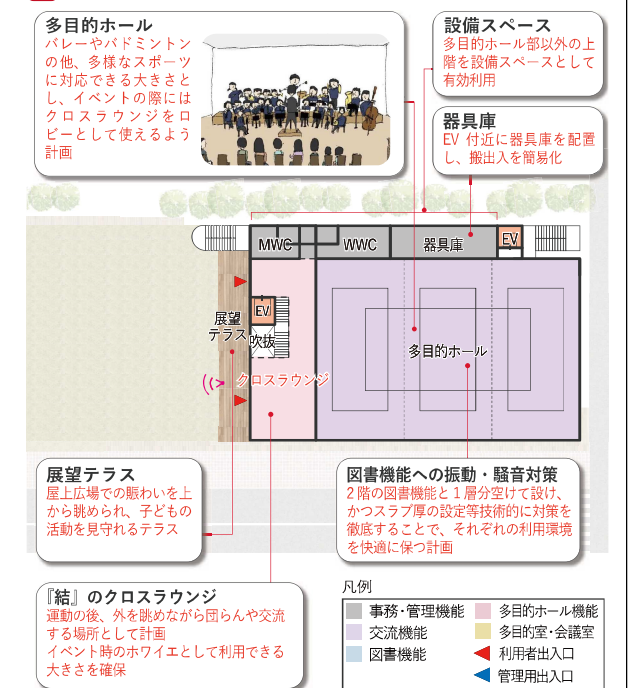 多目的ホール
バレーやバドミントン
の他、多様なスポーツ
に対応できる大きさと
し、イベントの際には
クロスラウンジをロ
ビーとして使えるよう
計画
設備スペース
多目的ホール部以外の上
階を設備スペースとして
有効利用
器具庫
EV 付近に器具庫を配置
し、搬出入を簡易化
MWC
WWC
器具庫
EV
展望
テラス
EV
吹抜
クロスラウンジ
多目的ホール
展望テラス
屋上広場での賑わいを上
から眺められ、子どもの
活動を見守れるテラス
図書機能への振動・騒音対策
2階の図書機能と1層分空けて設け、
かつスラブ厚の設定等技術的に対策を
徹底することで、それぞれの利用環境
を快適に保つ計画
『結』のクロスラウンジ
運動の後、外を眺めながら団らんや交流
する場所として計画
イベント時のホワイエとして利用できる
大きさを確保
凡例
事務・管理機能
多目的ホール機能
交流機能
多目的室・会議室
図書機能
利用者出入口
管理用出入口